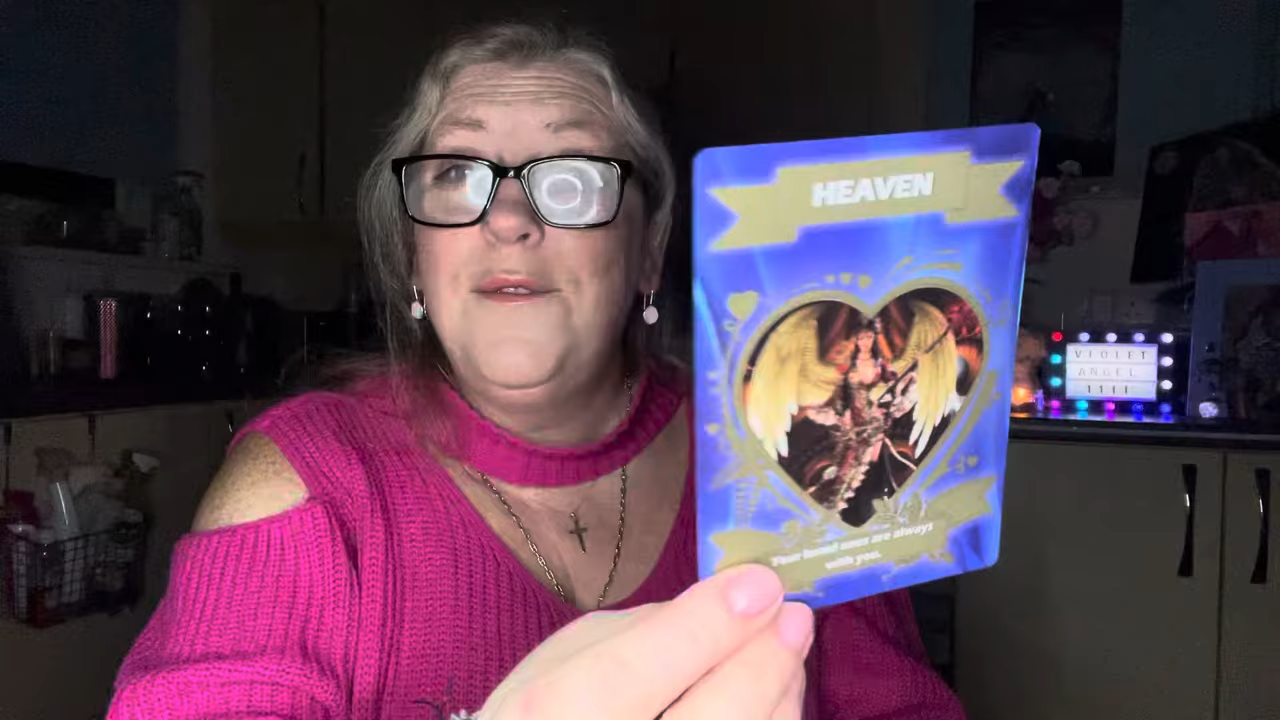 HEAVEN
Your loved ones are always
with you.
VIOLET
ANGEL
1111